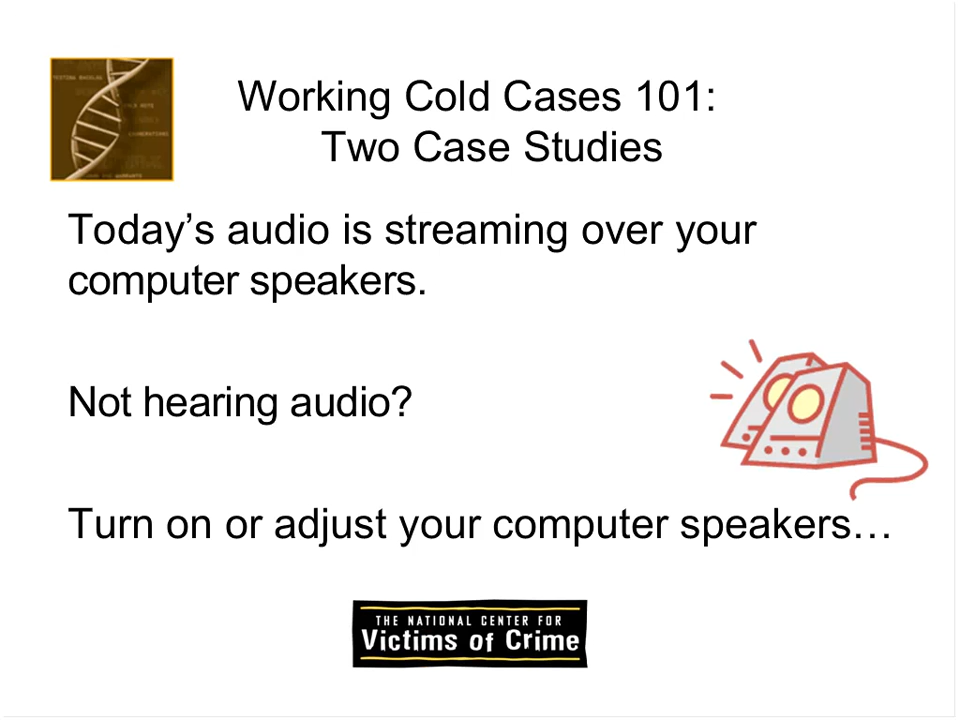 Working Cold Cases 101:
Two Case Studies
Today’s audio is streaming over your
computer speakers.
Not hearing audio?
Turn on or adjust your computer speakers…
THE NATIONAL CENTER FOR
Victims of Crime